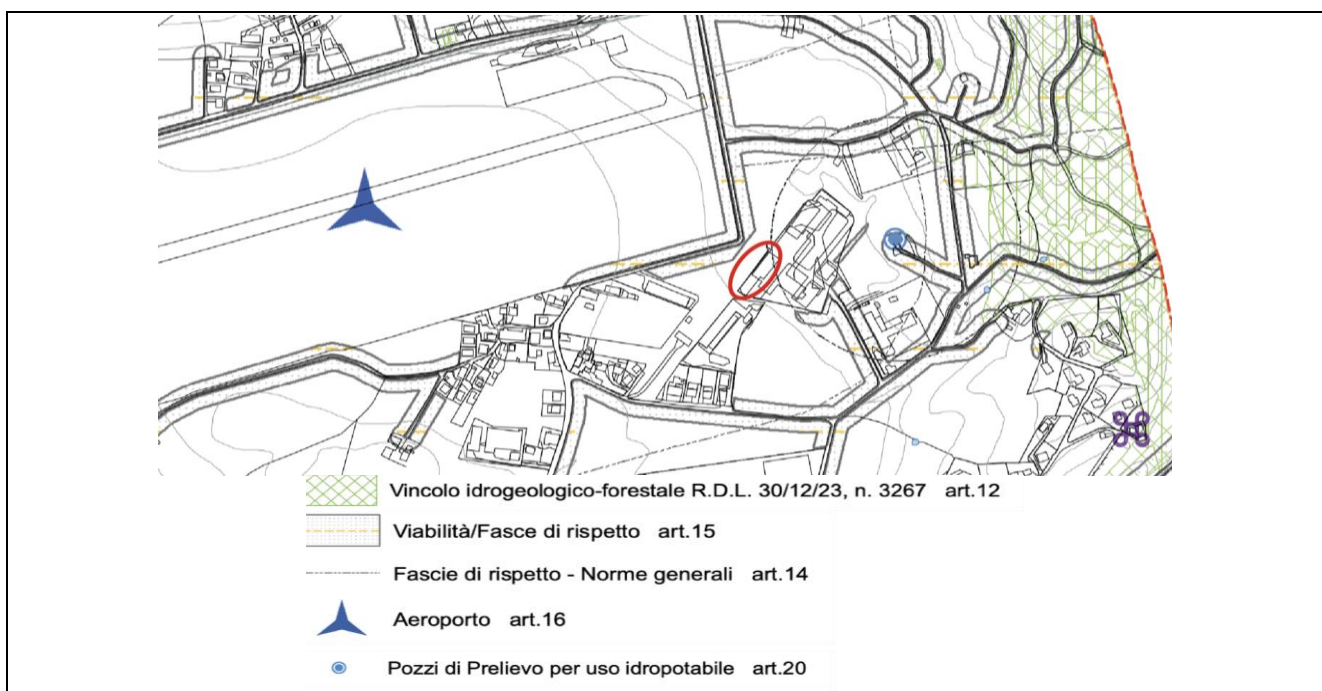 Vincolo idrogeologico-forestale R.D.L. 30/12/23, n. 3267 art.12
Viabilità/Fasce di rispetto art.15
Fascie di rispetto - Norme generali art.14
Aeroporto art.16
Pozzi di Prelievo per uso idropotabile art.20